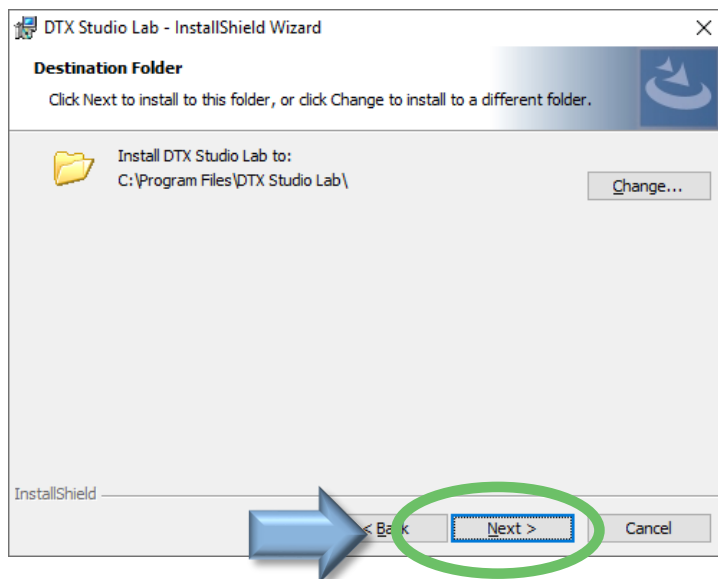 DTX Studio Lab - InstallShield Wizard
Destination Folder
Click Next to install to this folder, or click Change to install to a different folder.
Install DTX Studio Lab to:
C:\Program Files\DTX Studio Lab\
Change...
InstallShield
< Back Next > Cancel